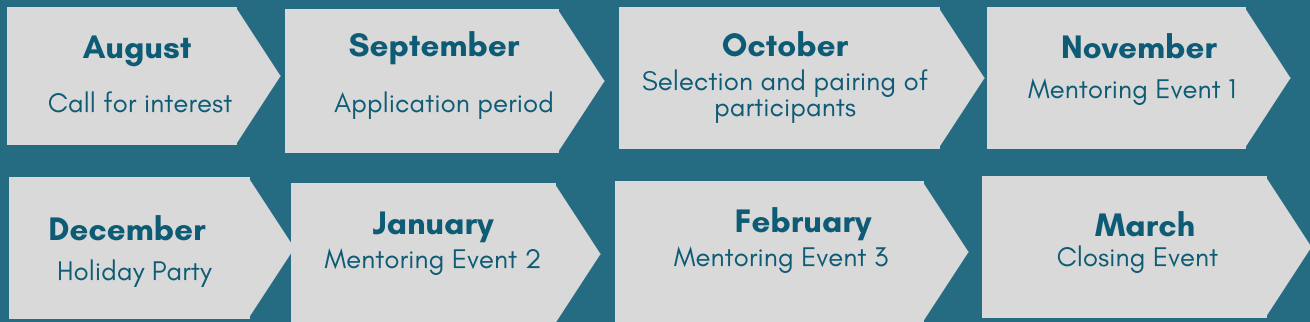 August
Call for interest
September
Application period
October
Selection and pairing of
participants
November
Mentoring Event 1
December
Holiday Party
January
Mentoring Event 2
February
Mentoring Event 3
March
Closing Event